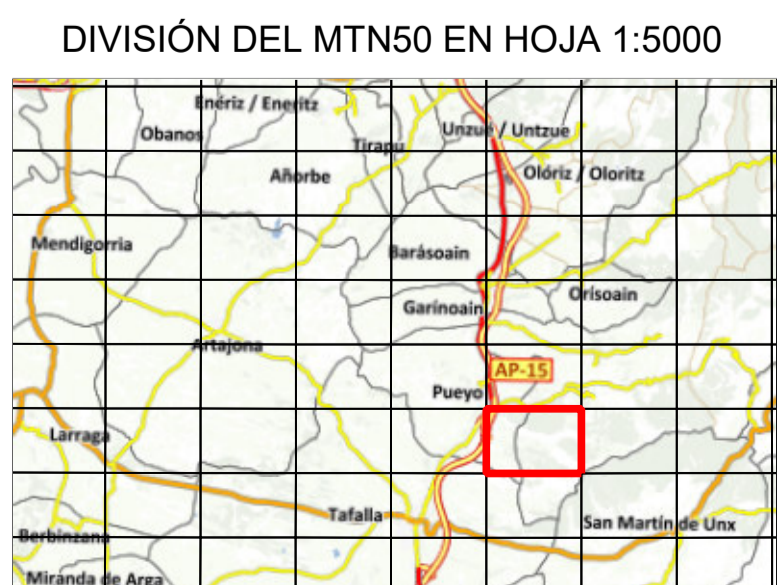 DIVISIÓN DEL MTN50 EN HOJA 1:5000
Enériz / Eneritz
Obanos
Unzué / Untzue
Tirapu
Añorbe
Olóriz / Oloritz
Mendigorria
Barásoain
Orisoain
Garinoain
Artajona
AP-15
Pueyo
Larraga
Tafalla
San Martín de Unx
Berbinzana
Miranda de Arga